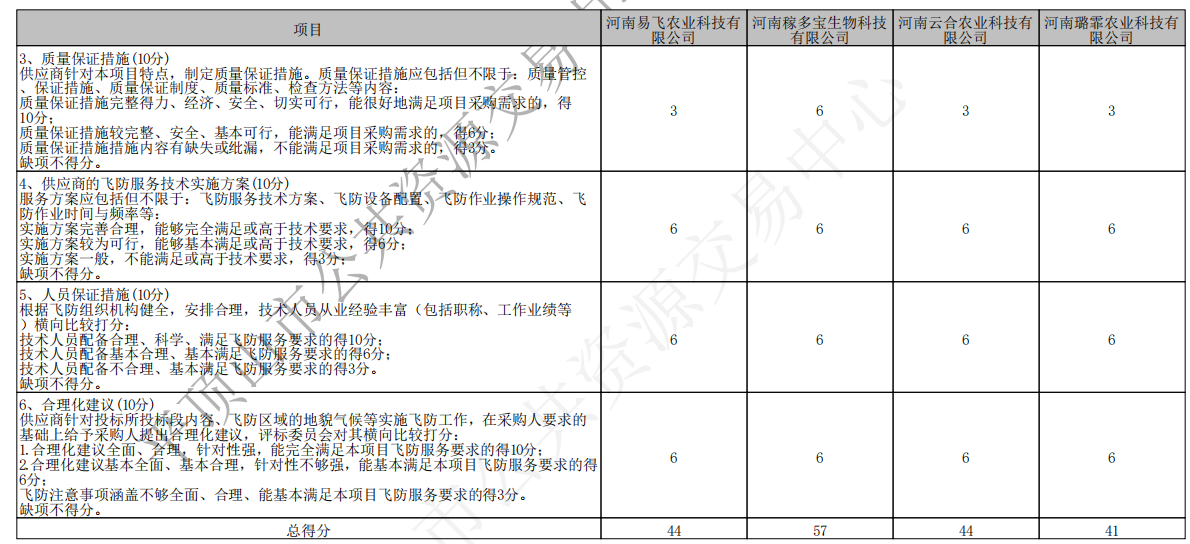 项目
河南易飞农业科技有
限公司
河南稼多宝生物科技
有限公司
河南云合农业科技有
限公司
河南璐霏农业科技有
限公司
3、质量保证措施(10分)
供应商针对本项目特点，制定质量保证措施。质量保证措施应包括但不限于：质量管控
、保证措施、质量保证制度、质量标准、检查方法等内容：
质量保证措施完整得力、经济、安全、切实可行，能很好地满足项目采购需求的，得
10分；
质量保证措施较完整、安全、基本可行，能满足项目采购需求的，得6分；
质量保证措施措施内容有缺失或纰漏，不能满足项目采购需求的，得3分。
缺项不得分。
3
6
3
3
4、供应商的飞防服务技术实施方案(10分)
服务方案应包括但不限于：飞防服务技术方案、飞防设备配置、飞防作业操作规范、飞
防作业时间与频率等：
实施方案完善合理，能够完全满足或高于技术要求，得10分；
实施方案较为可行，能够基本满足或高于技术要求，得6分；
实施方案一般，不能满足或高于技术要求，得3分；
缺项不得分。
6
6
6
6
5、人员保证措施(10分)
根据飞防组织机构健全，安排合理，技术人员从业经验丰富（包括职称、工作业绩等
）横向比较打分：
技术人员配备合理、科学、满足飞防服务要求的得10分；
技术人员配备基本合理、基本满足飞防服务要求的得6分；
技术人员配备不合理、基本满足飞防服务要求的得3分。
缺项不得分。
6
6
6
6
6、合理化建议(10分)
供应商针对投标所投标段内容、飞防区域的地貌气候等实施飞防工作，在采购人要求的
基础上给予采购人提出合理化建议，评标委员会对其横向比较打分：
1.合理化建议全面、合理，针对性强，能完全满足本项目飞防服务要求的得10分；
2.合理化建议基本全面、基本合理，针对性不够强，能基本满足本项目飞防服务要求的得
6分；
飞防注意事项涵盖不够全面、合理、能基本满足本项目飞防服务要求的得3分。
缺项不得分。
6
6
6
6
总得分
44
57
44
41
平顶山市公共资源交易中
市公共资源交易中心